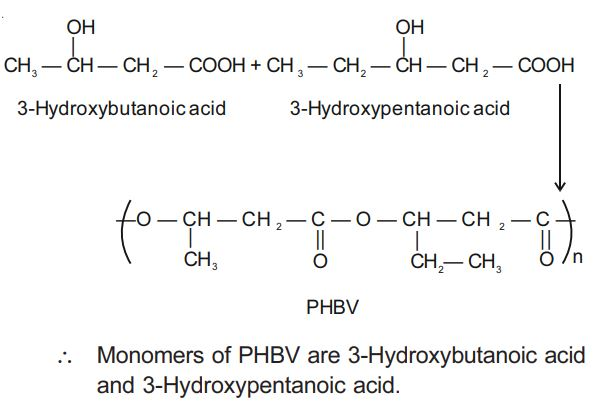 OH OH
CH3 — CH — CH2 — COOH + CH3 — CH2 — CH — CH2 — COOH
3-Hydroxybutanoic acid 3-Hydroxypentanoic acid
( O — CH — CH2 — C — O — CH — CH2 — C )
CH3 O CH2 — CH3 O n
PHBV
∴ Monomers of PHBV are 3-Hydroxybutanoic acid
and 3-Hydroxypentanoic acid.